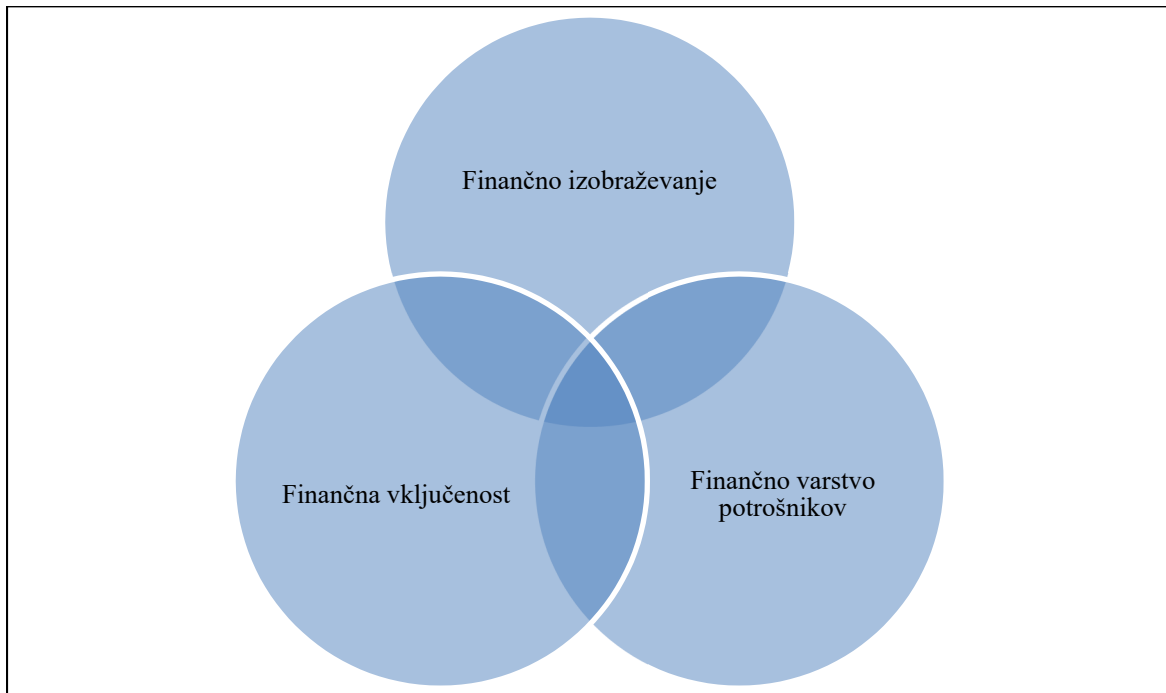 Finančno izobraževanje
Finančna vključenost
Finančno varstvo
potrošnikov